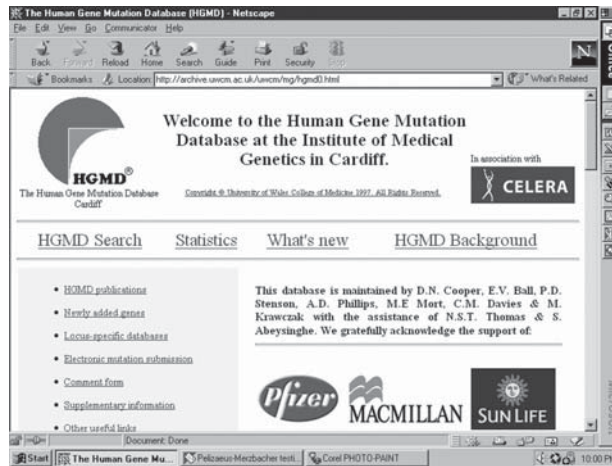 The Human Gene Mutation Database (HGMD) - Netscape
File Edit View Go Communicator Help
Back Forward Reload Home Search Guide Print Security Stop
N
Bookmarks Location: http://archive.uwcm.ac.uk/uwcm/mg/hgmd0.html What's Related
Welcome to the Human Gene Mutation
Database at the Institute of Medical
Genetics in Cardiff.
HGMD®
The Human Gene Mutation Database
Cardiff
Copyright © University of Wales College of Medicine 1997. All Rights Reserved.
In association with
CELERA
HGMD Search Statistics What's new HGMD Background
• HGMD publications
• Newly added genes
• Locus-specific databases
• Electronic mutation submission
• Comment form
• Supplementary information
• Other useful links
This database is maintained by D.N. Cooper, E.V. Ball, P.D.
Stenson, A.D. Phillips, M.E Mort, C.M. Davies & M.
Krawczak with the assistance of N.S.T. Thomas & S.
Abeysinghe. We gratefully acknowledge the support of:
Pfizer
MACMILLAN
SUN LIFE
Document: Done
Start The Human Gene Mu... Pelizaeus-Merzbacher testi... Corel PHOTO-PAINT 10:00 P